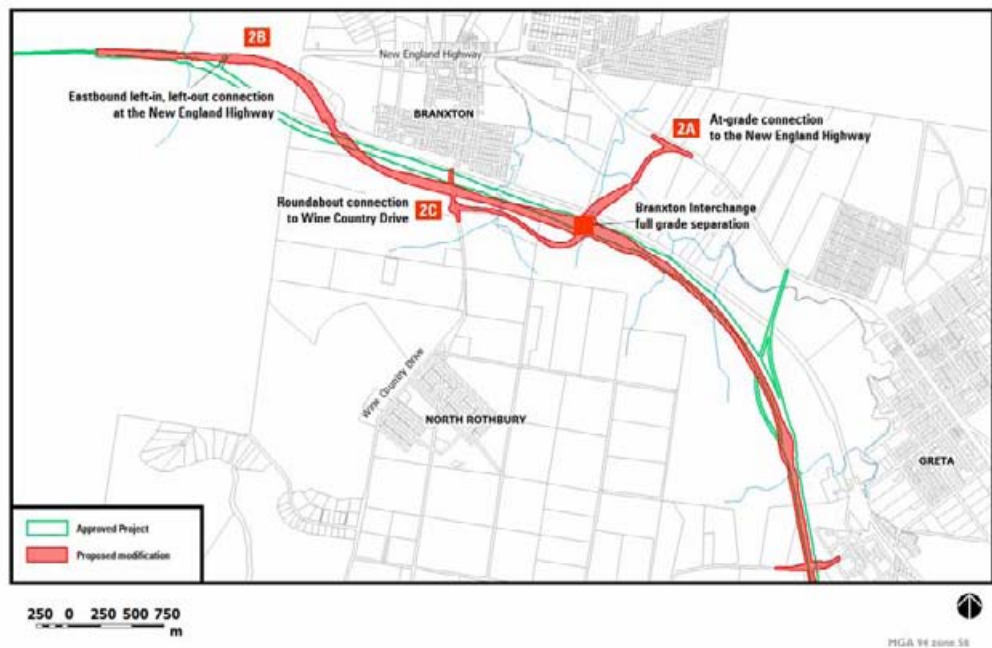 2B
New England Highway
Eastbound left-in, left-out connection
at the New England Highway
BRANXTON
2A
At-grade connection
to the New England Highway
Roundabout connection
to Wine Country Drive
2C
Branxton Interchange
full grade separation
Wine Country Drive
NORTH ROTHBURY
GRETA
Approved Project
Proposed modification
250 0 250 500 750
m
MGA 94 zone 56